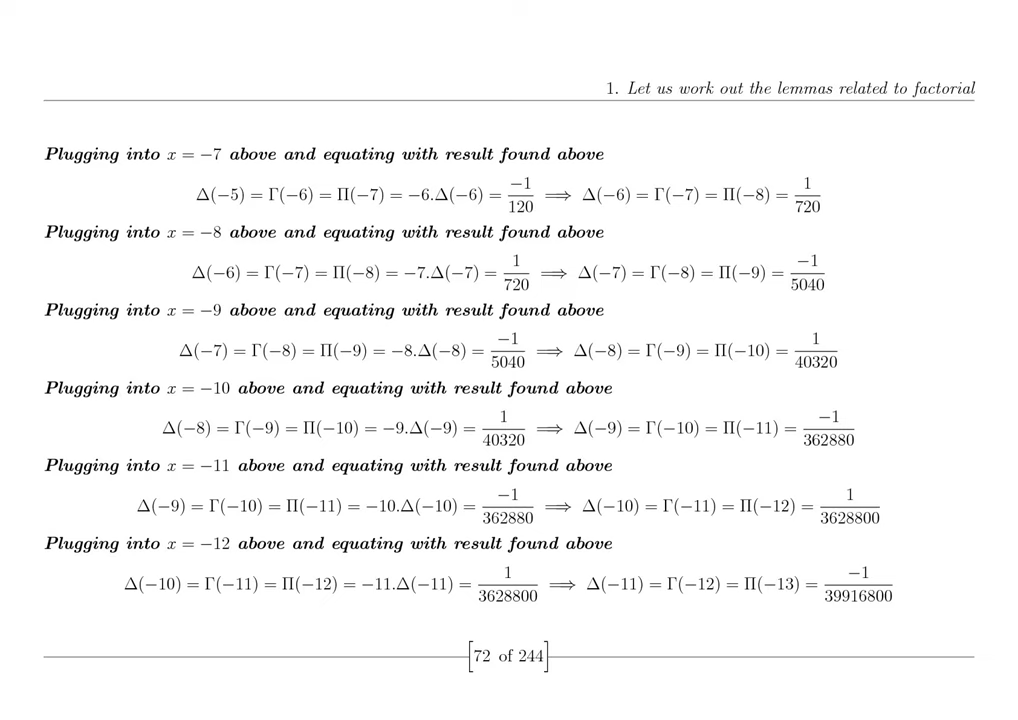 1. Let us work out the lemmas related to factorial
Plugging into x = −7 above and equating with result found above
Δ(−5) = Γ(−6) = Π(−7) = −6.Δ(−6) = −1/120 ⟹ Δ(−6) = Γ(−7) = Π(−8) = 1/720
Plugging into x = −8 above and equating with result found above
Δ(−6) = Γ(−7) = Π(−8) = −7.Δ(−7) = 1/720 ⟹ Δ(−7) = Γ(−8) = Π(−9) = −1/5040
Plugging into x = −9 above and equating with result found above
Δ(−7) = Γ(−8) = Π(−9) = −8.Δ(−8) = −1/5040 ⟹ Δ(−8) = Γ(−9) = Π(−10) = 1/40320
Plugging into x = −10 above and equating with result found above
Δ(−8) = Γ(−9) = Π(−10) = −9.Δ(−9) = 1/40320 ⟹ Δ(−9) = Γ(−10) = Π(−11) = −1/362880
Plugging into x = −11 above and equating with result found above
Δ(−9) = Γ(−10) = Π(−11) = −10.Δ(−10) = −1/362880 ⟹ Δ(−10) = Γ(−11) = Π(−12) = 1/3628800
Plugging into x = −12 above and equating with result found above
Δ(−10) = Γ(−11) = Π(−12) = −11.Δ(−11) = 1/3628800 ⟹ Δ(−11) = Γ(−12) = Π(−13) = −1/39916800
[72 of 244]